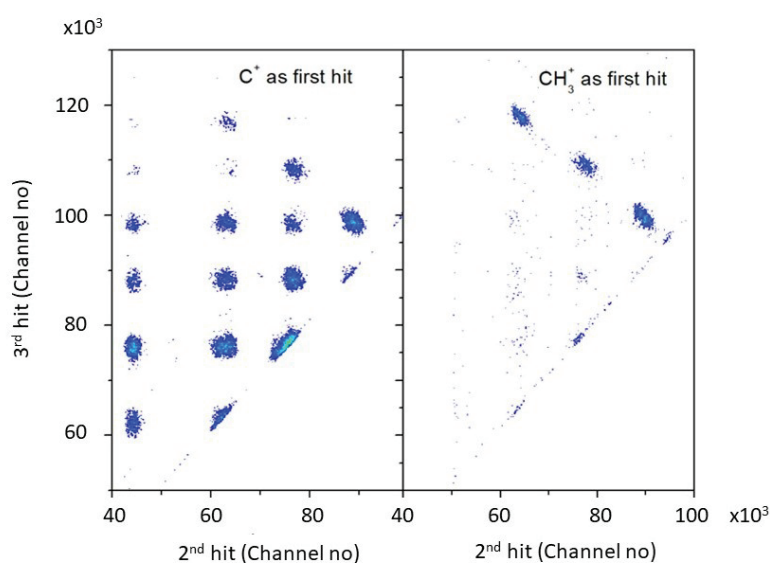 x10³
C⁺ as first hit
CH₃⁺ as first hit
120
100
80
60
3rd hit (Channel no)
40 60 80 40 60 80 100 x10³
2nd hit (Channel no) 2nd hit (Channel no)